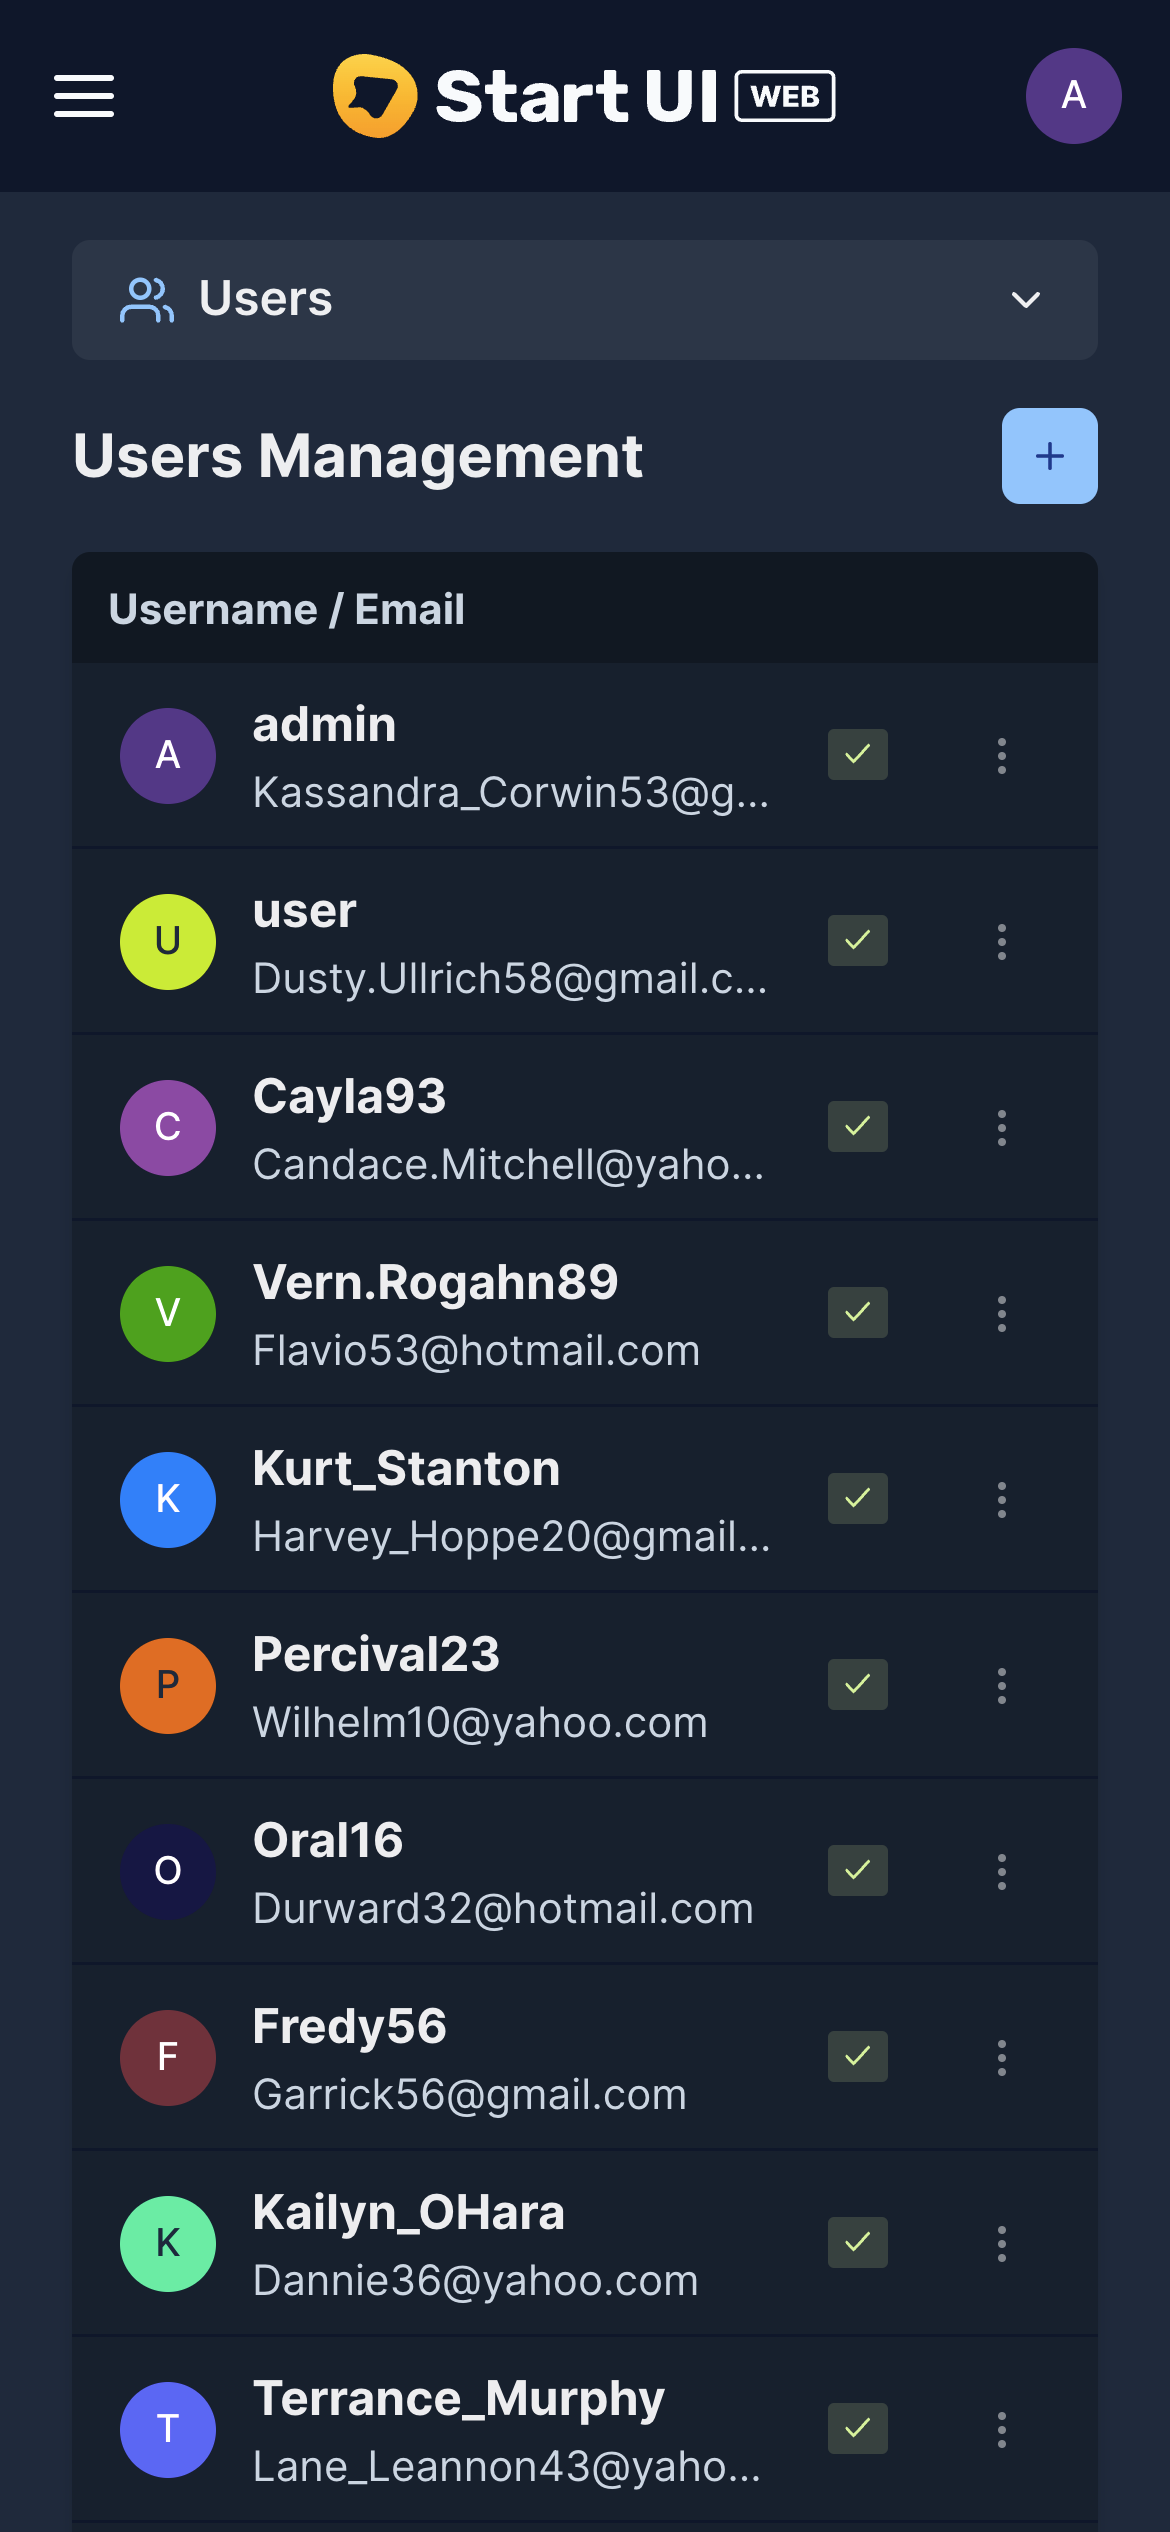 Start UI WEB
A
Users
Users Management
Username / Email
A
admin
Kassandra_Corwin53@g...
U
user
Dusty.Ullrich58@gmail.c...
C
Cayla93
Candace.Mitchell@yaho...
V
Vern.Rogahn89
Flavio53@hotmail.com
K
Kurt_Stanton
Harvey_Hoppe20@gmail...
P
Percival23
Wilhelm10@yahoo.com
O
Oral16
Durward32@hotmail.com
F
Fredy56
Garrick56@gmail.com
K
Kailyn_OHara
Dannie36@yahoo.com
T
Terrance_Murphy
Lane_Leannon43@yaho...